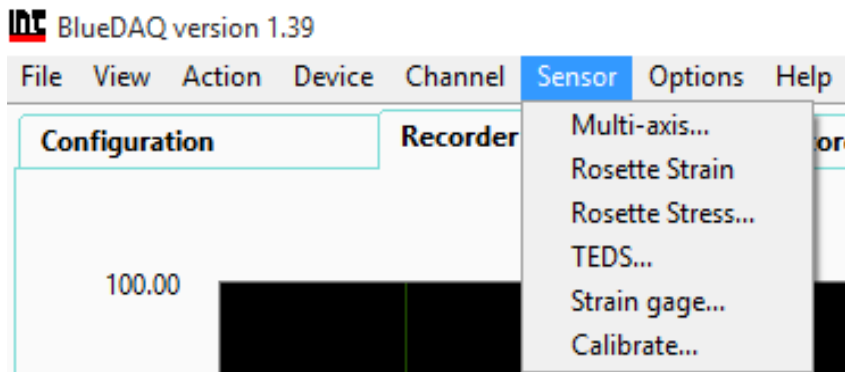 int BlueDAQ version 1.39
File View Action Device Channel Sensor Options Help
Configuration Recorder
Multi-axis...
Rosette Strain
Rosette Stress...
TEDS...
Strain gage...
Calibrate...
100.00